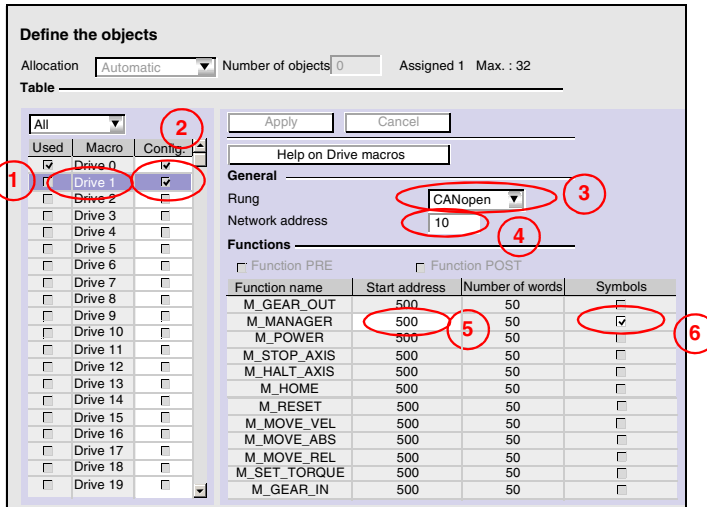 Define the objects
Allocation Automatic Number of objects 0 Assigned 1 Max. : 32
Table
All
2
Used Macro Config.
Drive 0
1
Drive 1
Drive 2
Drive 3
Drive 4
Drive 5
Drive 6
Drive 7
Drive 8
Drive 9
Drive 10
Drive 11
Drive 12
Drive 13
Drive 14
Drive 15
Drive 16
Drive 17
Drive 18
Drive 19
Apply Cancel
Help on Drive macros
General
Rung CANopen 3
Network address 10 4
Functions
Function PRE Function POST
Function name Start address Number of words Symbols
M_GEAR_OUT 500 50
M_MANAGER 500 5 50 6
M_POWER 500 50
M_STOP_AXIS 500 50
M_HALT_AXIS 500 50
M_HOME 500 50
M_RESET 500 50
M_MOVE_VEL 500 50
M_MOVE_ABS 500 50
M_MOVE_REL 500 50
M_SET_TORQUE 500 50
M_GEAR_IN 500 50